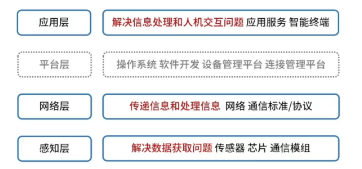 应用层 解决信息处理和人机交互问题 应用服务 智能终端
平台层 操作系统 软件开发 设备管理平台 连接管理平台
网络层 传递信息和处理信息 网络 通信标准/协议
感知层 解决数据获取问题 传感器 芯片 通信模组